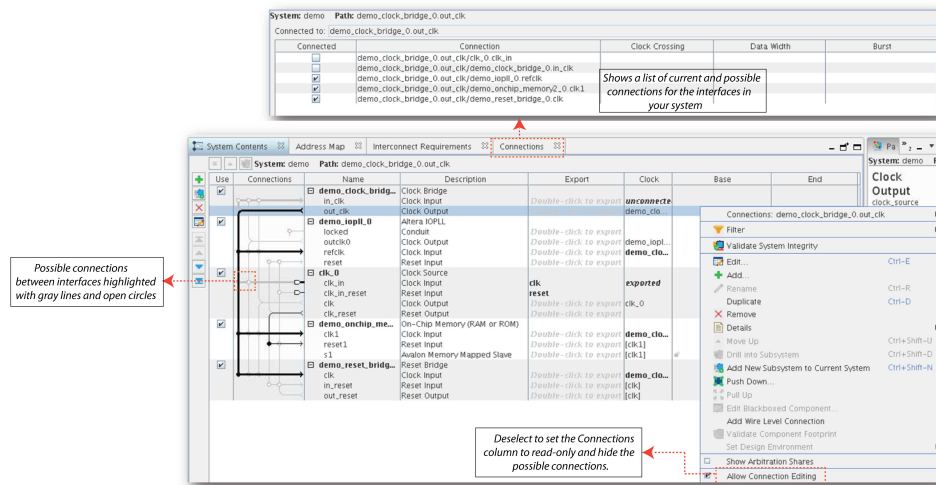 System: demo Path: demo_clock_bridge_0.out_clk
Connected to: demo_clock_bridge_0.out_clk
Connected Connection Clock Crossing Data Width Burst
demo_clock_bridge_0.out_clk/clk_0.clk_in
demo_clock_bridge_0.out_clk/demo_clock_bridge_0.in_clk
demo_clock_bridge_0.out_clk/demo_iopll_0.refclk
demo_clock_bridge_0.out_clk/demo_onchip_memory2_0.clk1
demo_clock_bridge_0.out_clk/demo_reset_bridge_0.clk
Shows a list of current and possible
connections for the interfaces in
your system
System Contents Address Map Interconnect Requirements Connections
System: demo Path: demo_clock_bridge_0.out_clk
Use Connections Name Description Export Clock Base End
demo_clock_bridg... Clock Bridge
in_clk Clock Input Double-click to export unconnecte
out_clk Clock Output demo_clo...
demo_iopll_0 Altera IOPLL
locked Conduit Double-click to export
outclk0 Clock Output Double-click to export demo_iopl...
refclk Clock Input Double-click to export demo_clo...
reset Reset Input Double-click to export
clk_0 Clock Source
clk_in Clock Input clk exported
clk_in_reset Reset Input reset
clk Clock Output Double-click to export clk_0
clk_reset Reset Output Double-click to export
demo_onchip_me... On-Chip Memory (RAM or ROM)
clk1 Clock Input Double-click to export demo_clo...
reset1 Reset Input Double-click to export [clk1]
s1 Avalon Memory Mapped Slave Double-click to export [clk1]
demo_reset_bridg... Reset Bridge
clk Clock Input Double-click to export demo_clo...
in_reset Reset Input Double-click to export [clk]
out_reset Reset Output Double-click to export [clk]
Pa
System: demo
Clock
Output
clock_source
Connections: demo_clock_bridge_0.out_clk
Filter
Validate System Integrity
Edit... Ctrl-E
Add...
Rename Ctrl-R
Duplicate Ctrl-D
Remove
Details
Move Up Ctrl+Shift-U
Drill into Subsystem Ctrl+Shift-D
Add New Subsystem to Current System Ctrl+Shift-N
Push Down...
Pull Up
Edit Blackboxed Component...
Add Wire Level Connection
Validate Component Footprint
Set Design Environment
Show Arbitration Shares
Allow Connection Editing
Possible connections
between interfaces highlighted
with gray lines and open circles
Deselect to set the Connections
column to read-only and hide the
possible connections.